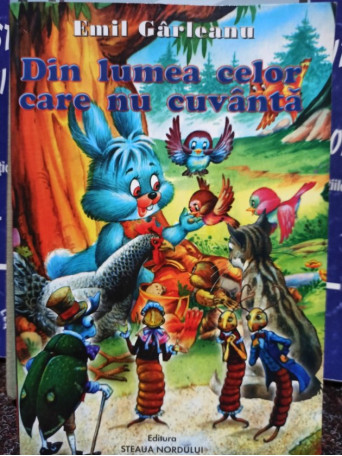 Emil Gârleanu
Din lumea celor
care nu cuvântă
Editura
STEAUA NORDULUI